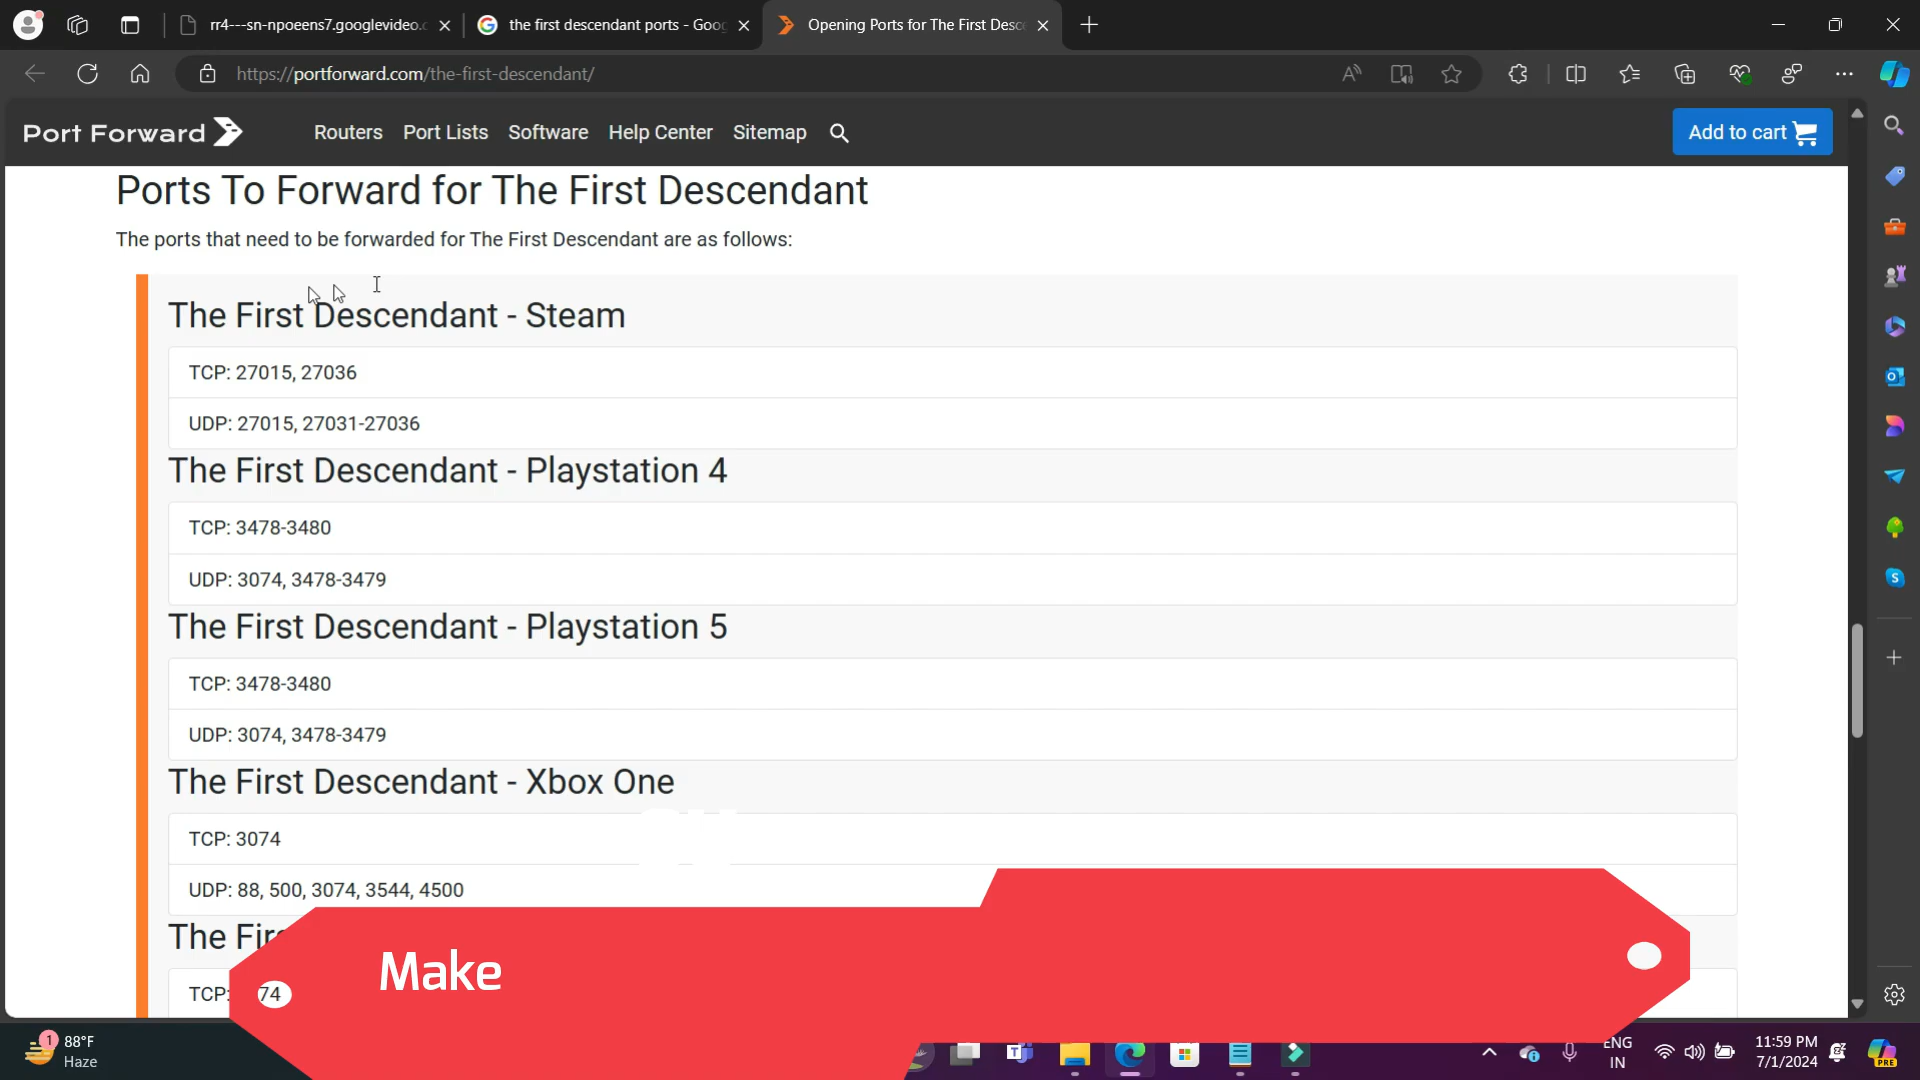 rr4---sn-npoeens7.googlevideo.c
the first descendant ports - Goog
Opening Ports for The First Desce
https://portforward.com/the-first-descendant/
Port Forward
Routers
Port Lists
Software
Help Center
Sitemap
Add to cart
Ports To Forward for The First Descendant
The ports that need to be forwarded for The First Descendant are as follows:
The First Descendant - Steam
TCP: 27015, 27036
UDP: 27015, 27031-27036
The First Descendant - Playstation 4
TCP: 3478-3480
UDP: 3074, 3478-3479
The First Descendant - Playstation 5
TCP: 3478-3480
UDP: 3074, 3478-3479
The First Descendant - Xbox One
TCP: 3074
UDP: 88, 500, 3074, 3544, 4500
The Fir
TCP: 74
Make
1
88°F
Haze
ENG
IN
11:59 PM
7/1/2024
PRE